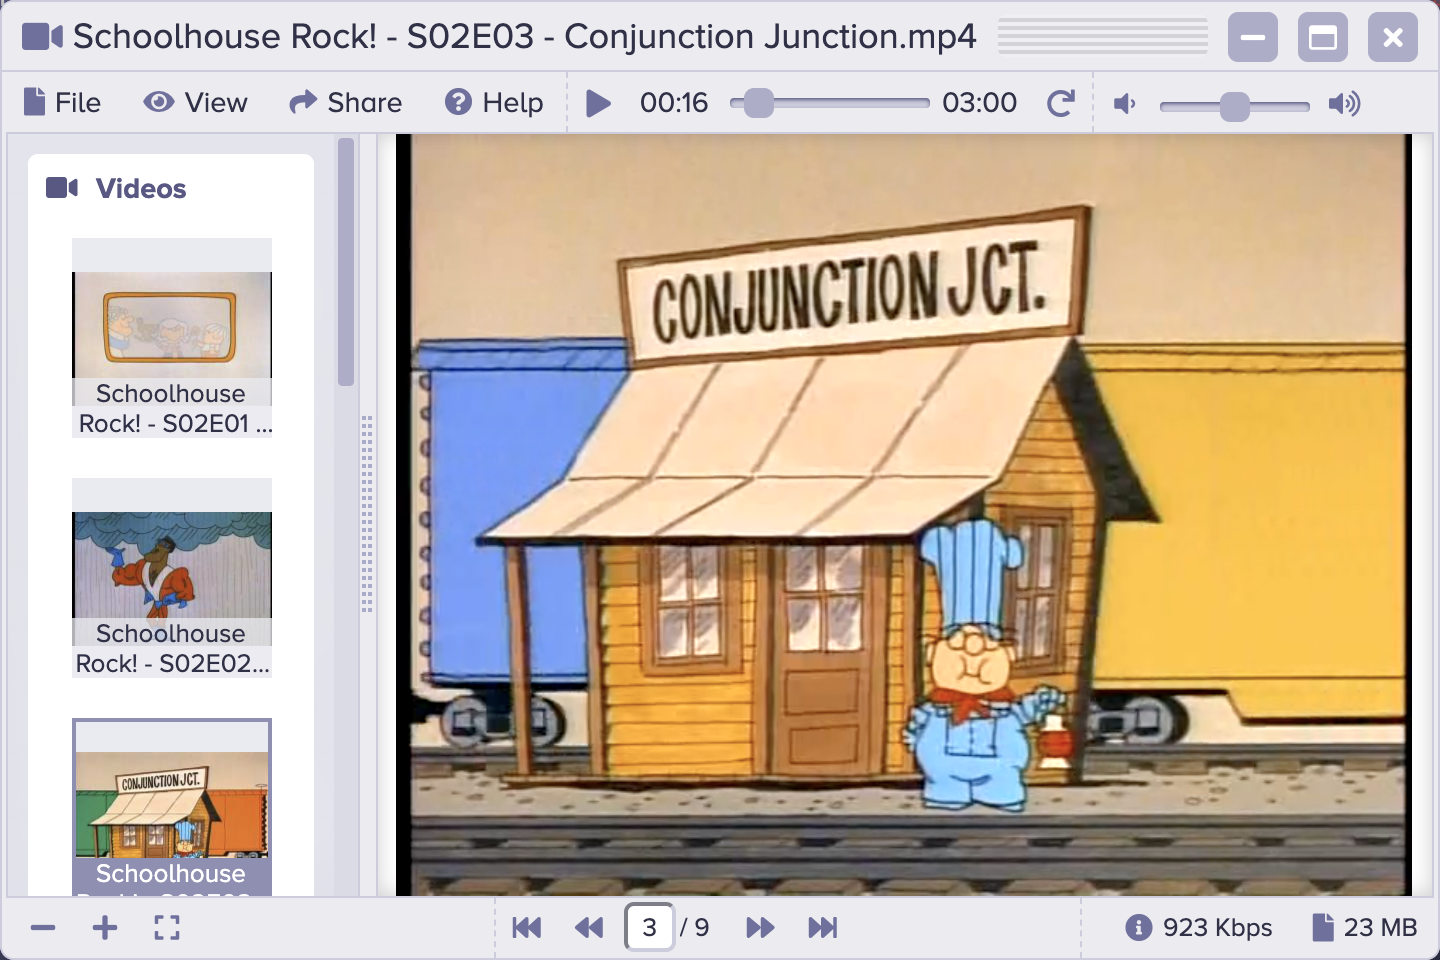 Schoolhouse Rock! - S02E03 - Conjunction Junction.mp4
File View Share Help 00:16 03:00
Videos
Schoolhouse
Rock! - S02E01 ...
Schoolhouse
Rock! - S02E02...
CONJUNCTION JCT.
Schoolhouse
CONJUNCTION JCT.
3 / 9
923 Kbps 23 MB